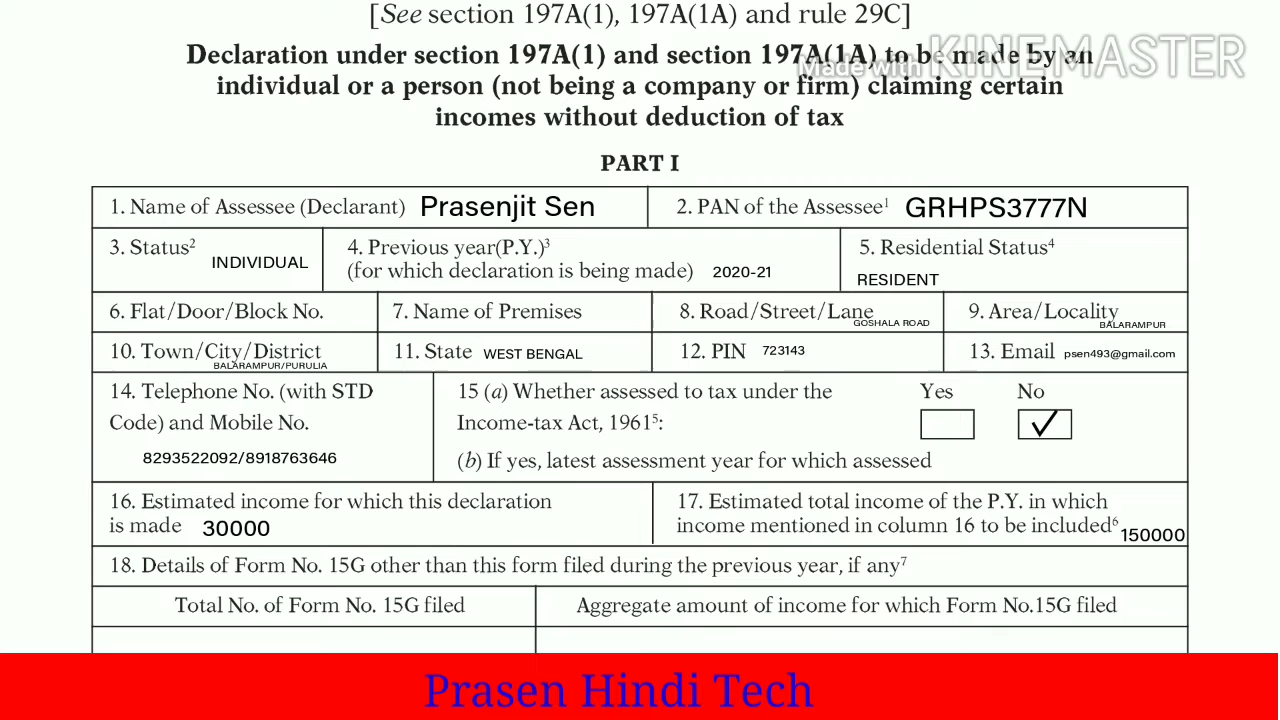 [See section 197A(1), 197A(1A) and rule 29C]
Declaration under section 197A(1) and section 197A(1A) to be made by an
individual or a person (not being a company or firm) claiming certain
incomes without deduction of tax
Made with KINEMASTER
PART I
1. Name of Assessee (Declarant) Prasenjit Sen
2. PAN of the Assessee¹ GRHPS3777N
3. Status²
INDIVIDUAL
4. Previous year(P.Y.)³
(for which declaration is being made) 2020-21
5. Residential Status⁴
RESIDENT
6. Flat/Door/Block No.
7. Name of Premises
8. Road/Street/Lane
GOSHALA ROAD
9. Area/Locality
BALARAMPUR
10. Town/City/District
BALARAMPUR/PURULIA
11. State WEST BENGAL
12. PIN 723143
13. Email psen493@gmail.com
14. Telephone No. (with STD
Code) and Mobile No.
8293522092/8918763646
15 (a) Whether assessed to tax under the
Income-tax Act, 1961⁵:
Yes No
✓
(b) If yes, latest assessment year for which assessed
16. Estimated income for which this declaration
is made 30000
17. Estimated total income of the P.Y. in which
income mentioned in column 16 to be included⁶ 150000
18. Details of Form No. 15G other than this form filed during the previous year, if any⁷
Total No. of Form No. 15G filed
Aggregate amount of income for which Form No.15G filed
Prasen Hindi Tech